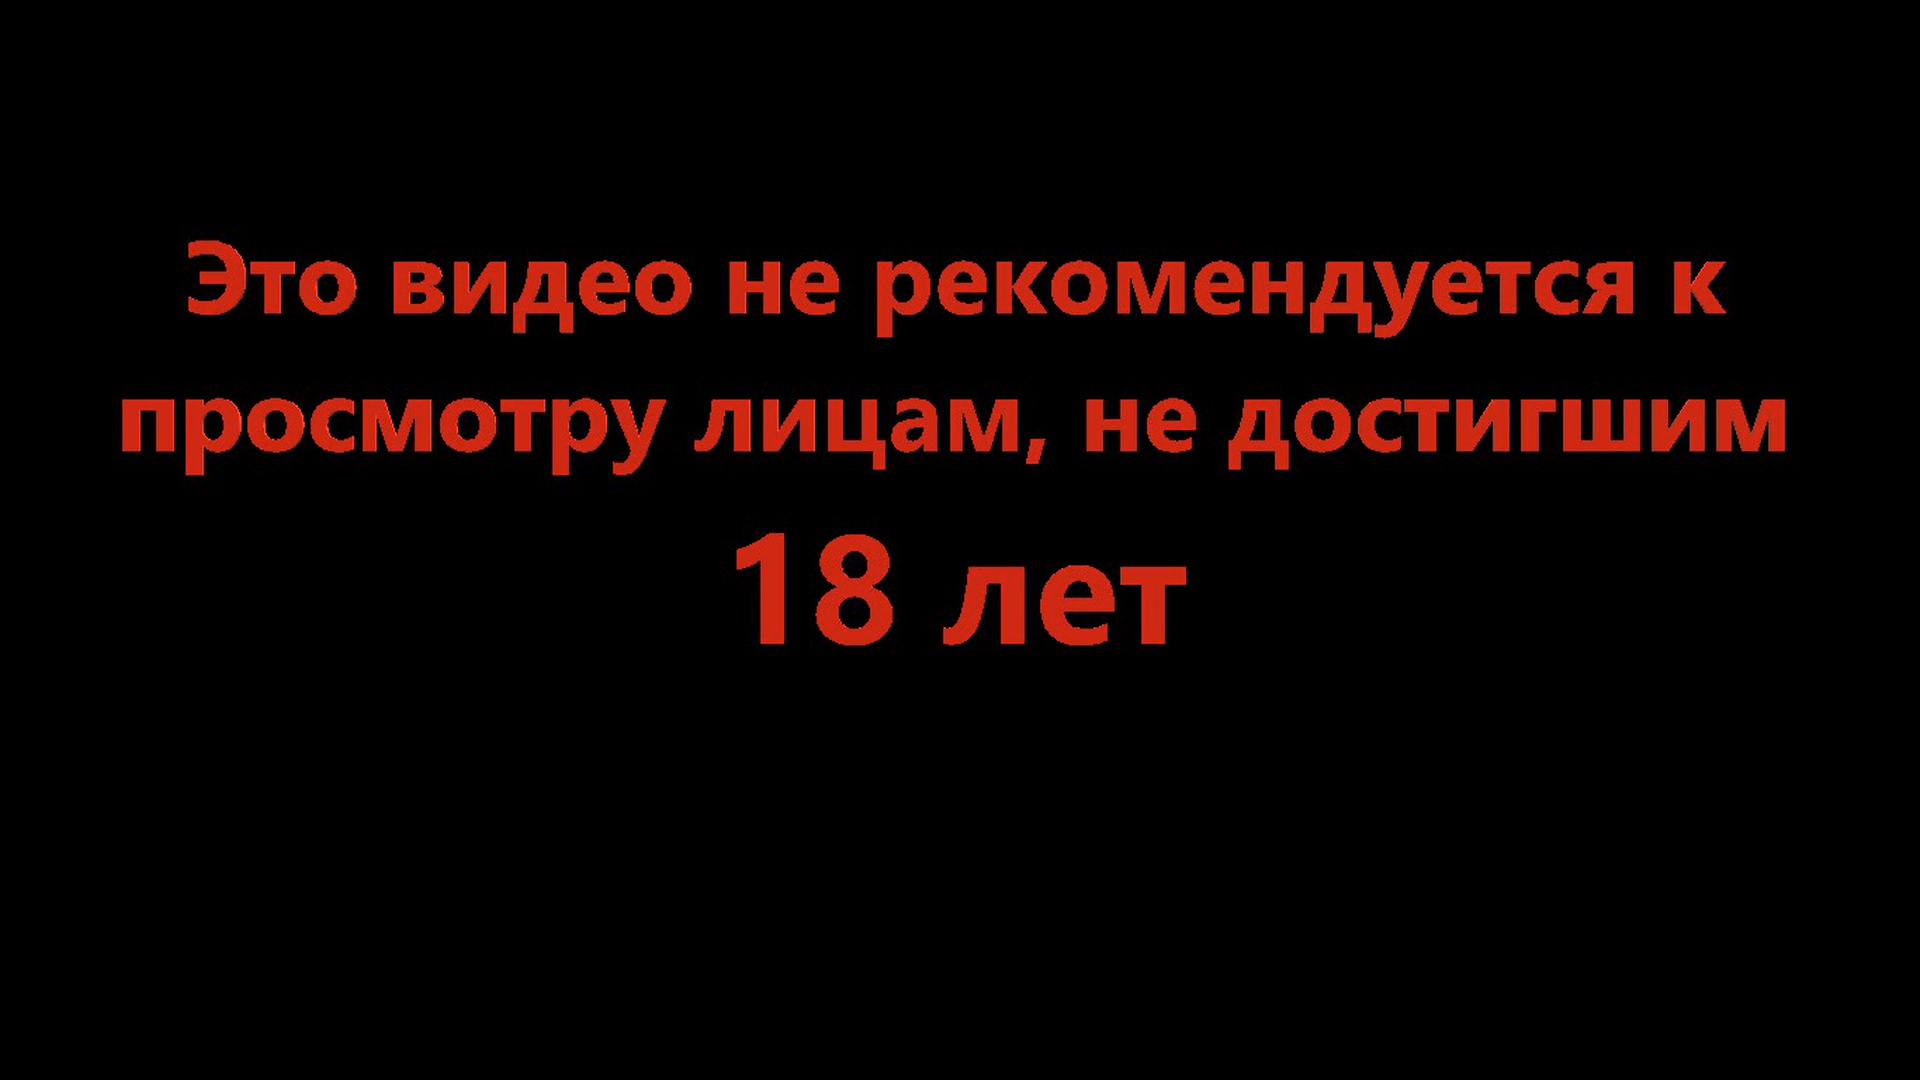 Это видео не рекомендуется к
просмотру лицам, не достигшим
18 лет